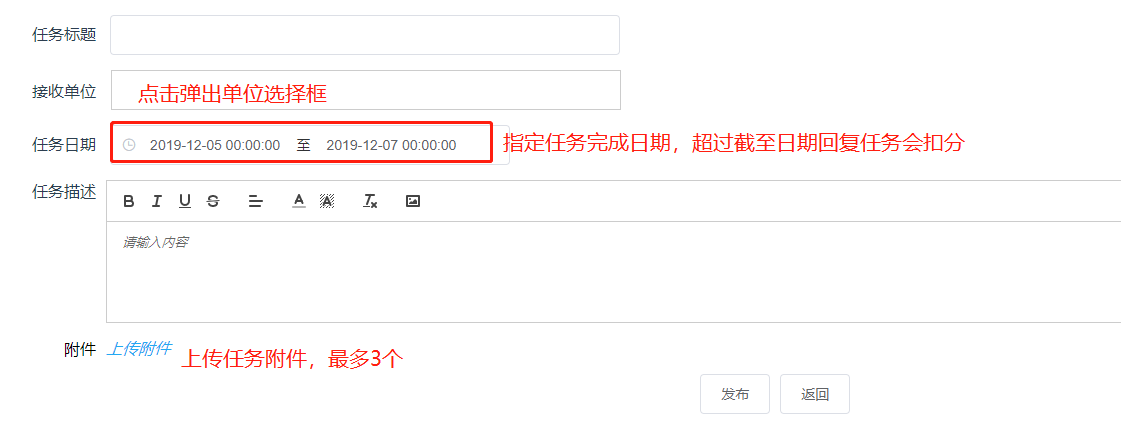 任务标题
接收单位 点击弹出单位选择框
任务日期 2019-12-05 00:00:00 至 2019-12-07 00:00:00 指定任务完成日期，超过截至日期回复任务会扣分
任务描述 B I U S A A Tx
请输入内容
附件 上传附件 上传任务附件，最多3个
发布 返回